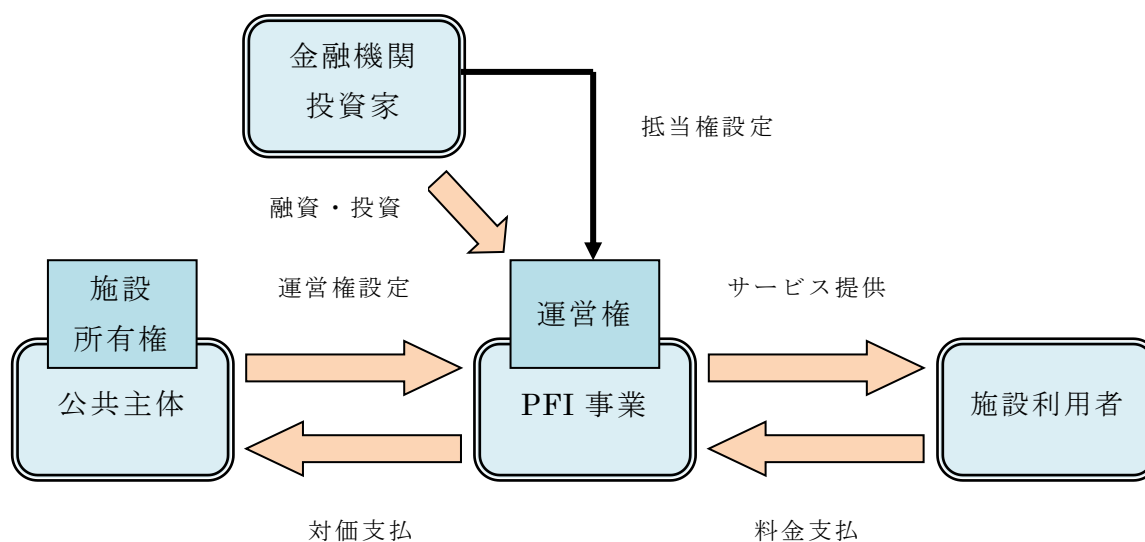 金融機関
投資家
抵当権設定
融資・投資
施設
所有権
運営権設定
運営権
サービス提供
公共主体
PFI 事業
施設利用者
対価支払
料金支払